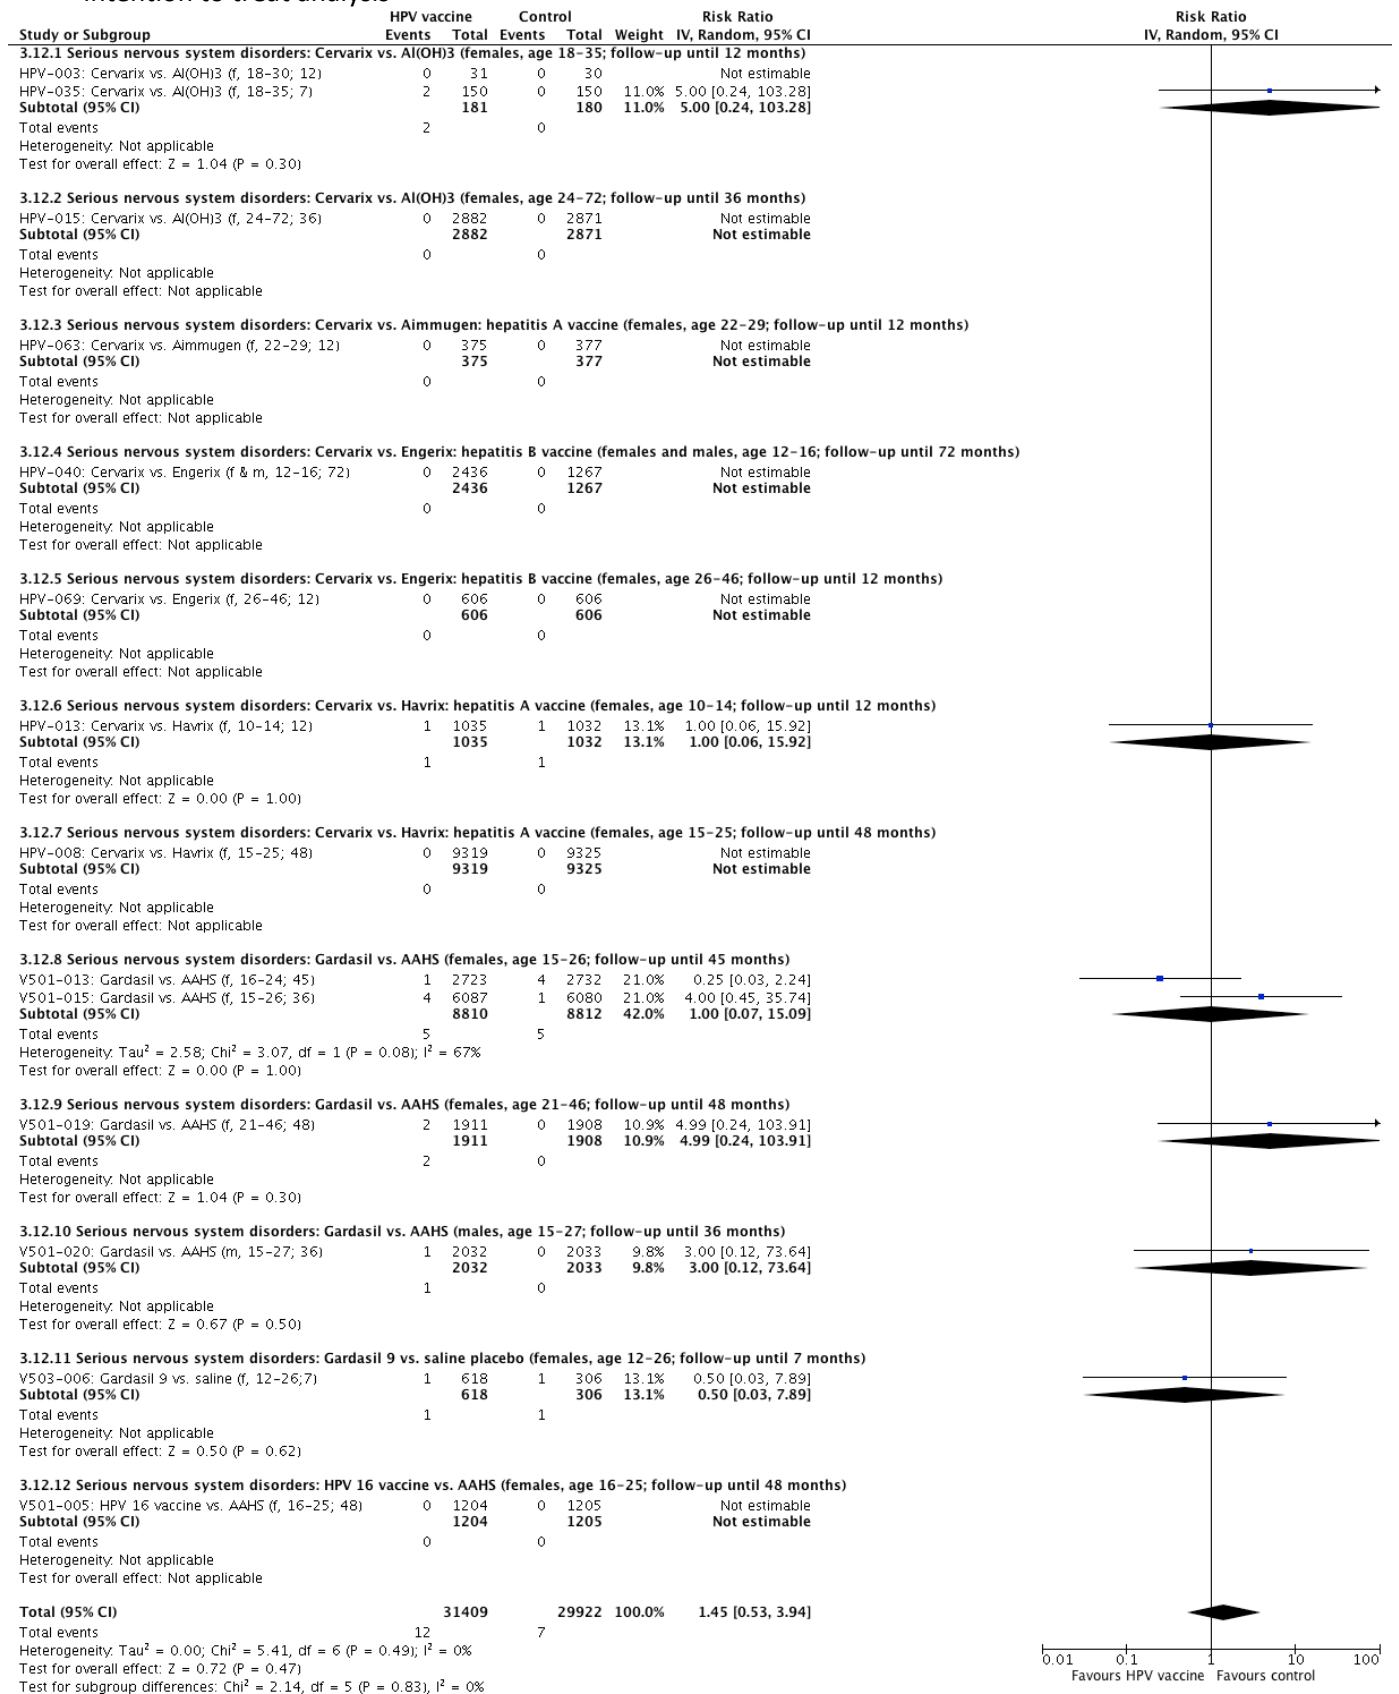 Intention to treat analysis
HPV vaccine Control Risk Ratio Risk Ratio
Study or Subgroup Events Total Events Total Weight IV, Random, 95% CI IV, Random, 95% CI
3.12.1 Serious nervous system disorders: Cervarix vs. Al(OH)3 (females, age 18-35; follow-up until 12 months)
HPV-003: Cervarix vs. Al(OH)3 (f, 18-30; 12) 0 31 0 30 Not estimable
HPV-035: Cervarix vs. Al(OH)3 (f, 18-35; 7) 2 150 0 150 11.0% 5.00 [0.24, 103.28]
Subtotal (95% CI) 181 180 11.0% 5.00 [0.24, 103.28]
Total events 2 0
Heterogeneity: Not applicable
Test for overall effect: Z = 1.04 (P = 0.30)
3.12.2 Serious nervous system disorders: Cervarix vs. Al(OH)3 (females, age 24-72; follow-up until 36 months)
HPV-015: Cervarix vs. Al(OH)3 (f, 24-72; 36) 0 2882 0 2871 Not estimable
Subtotal (95% CI) 2882 2871 Not estimable
Total events 0 0
Heterogeneity: Not applicable
Test for overall effect: Not applicable
3.12.3 Serious nervous system disorders: Cervarix vs. Aimmugen: hepatitis A vaccine (females, age 22-29; follow-up until 12 months)
HPV-063: Cervarix vs. Aimmugen (f, 22-29; 12) 0 375 0 377 Not estimable
Subtotal (95% CI) 375 377 Not estimable
Total events 0 0
Heterogeneity: Not applicable
Test for overall effect: Not applicable
3.12.4 Serious nervous system disorders: Cervarix vs. Engerix: hepatitis B vaccine (females and males, age 12-16; follow-up until 72 months)
HPV-040: Cervarix vs. Engerix (f & m, 12-16; 72) 0 2436 0 1267 Not estimable
Subtotal (95% CI) 2436 1267 Not estimable
Total events 0 0
Heterogeneity: Not applicable
Test for overall effect: Not applicable
3.12.5 Serious nervous system disorders: Cervarix vs. Engerix: hepatitis B vaccine (females, age 26-46; follow-up until 12 months)
HPV-069: Cervarix vs. Engerix (f, 26-46; 12) 0 606 0 606 Not estimable
Subtotal (95% CI) 606 606 Not estimable
Total events 0 0
Heterogeneity: Not applicable
Test for overall effect: Not applicable
3.12.6 Serious nervous system disorders: Cervarix vs. Havrix: hepatitis A vaccine (females, age 10-14; follow-up until 12 months)
HPV-013: Cervarix vs. Havrix (f, 10-14; 12) 1 1035 1 1032 13.1% 1.00 [0.06, 15.92]
Subtotal (95% CI) 1035 1032 13.1% 1.00 [0.06, 15.92]
Total events 1 1
Heterogeneity: Not applicable
Test for overall effect: Z = 0.00 (P = 1.00)
3.12.7 Serious nervous system disorders: Cervarix vs. Havrix: hepatitis A vaccine (females, age 15-25; follow-up until 48 months)
HPV-008: Cervarix vs. Havrix (f, 15-25; 48) 0 9319 0 9325 Not estimable
Subtotal (95% CI) 9319 9325 Not estimable
Total events 0 0
Heterogeneity: Not applicable
Test for overall effect: Not applicable
3.12.8 Serious nervous system disorders: Gardasil vs. AAHS (females, age 15-26; follow-up until 45 months)
V501-013: Gardasil vs. AAHS (f, 16-24; 45) 1 2723 4 2732 21.0% 0.25 [0.03, 2.24]
V501-015: Gardasil vs. AAHS (f, 15-26; 36) 4 6087 1 6080 21.0% 4.00 [0.45, 35.74]
Subtotal (95% CI) 8810 8812 42.0% 1.00 [0.07, 15.09]
Total events 5 5
Heterogeneity: Tau² = 2.58; Chi² = 3.07, df = 1 (P = 0.08); I² = 67%
Test for overall effect: Z = 0.00 (P = 1.00)
3.12.9 Serious nervous system disorders: Gardasil vs. AAHS (females, age 21-46; follow-up until 48 months)
V501-019: Gardasil vs. AAHS (f, 21-46; 48) 2 1911 0 1908 10.9% 4.99 [0.24, 103.91]
Subtotal (95% CI) 1911 1908 10.9% 4.99 [0.24, 103.91]
Total events 2 0
Heterogeneity: Not applicable
Test for overall effect: Z = 1.04 (P = 0.30)
3.12.10 Serious nervous system disorders: Gardasil vs. AAHS (males, age 15-27; follow-up until 36 months)
V501-020: Gardasil vs. AAHS (m, 15-27; 36) 1 2032 0 2033 9.8% 3.00 [0.12, 73.64]
Subtotal (95% CI) 2032 2033 9.8% 3.00 [0.12, 73.64]
Total events 1 0
Heterogeneity: Not applicable
Test for overall effect: Z = 0.67 (P = 0.50)
3.12.11 Serious nervous system disorders: Gardasil 9 vs. saline placebo (females, age 12-26; follow-up until 7 months)
V503-006: Gardasil 9 vs. saline (f, 12-26;7) 1 618 1 306 13.1% 0.50 [0.03, 7.89]
Subtotal (95% CI) 618 306 13.1% 0.50 [0.03, 7.89]
Total events 1 1
Heterogeneity: Not applicable
Test for overall effect: Z = 0.50 (P = 0.62)
3.12.12 Serious nervous system disorders: HPV 16 vaccine vs. AAHS (females, age 16-25; follow-up until 48 months)
V501-005: HPV 16 vaccine vs. AAHS (f, 16-25; 48) 0 1204 0 1205 Not estimable
Subtotal (95% CI) 1204 1205 Not estimable
Total events 0 0
Heterogeneity: Not applicable
Test for overall effect: Not applicable
Total (95% CI) 31409 29922 100.0% 1.45 [0.53, 3.94]
Total events 12 7
Heterogeneity: Tau² = 0.00; Chi² = 5.41, df = 6 (P = 0.49); I² = 0%
Test for overall effect: Z = 0.72 (P = 0.47)
Test for subgroup differences: Chi² = 2.14, df = 5 (P = 0.83), I² = 0%
0.01 0.1 1 10 100
Favours HPV vaccine Favours control